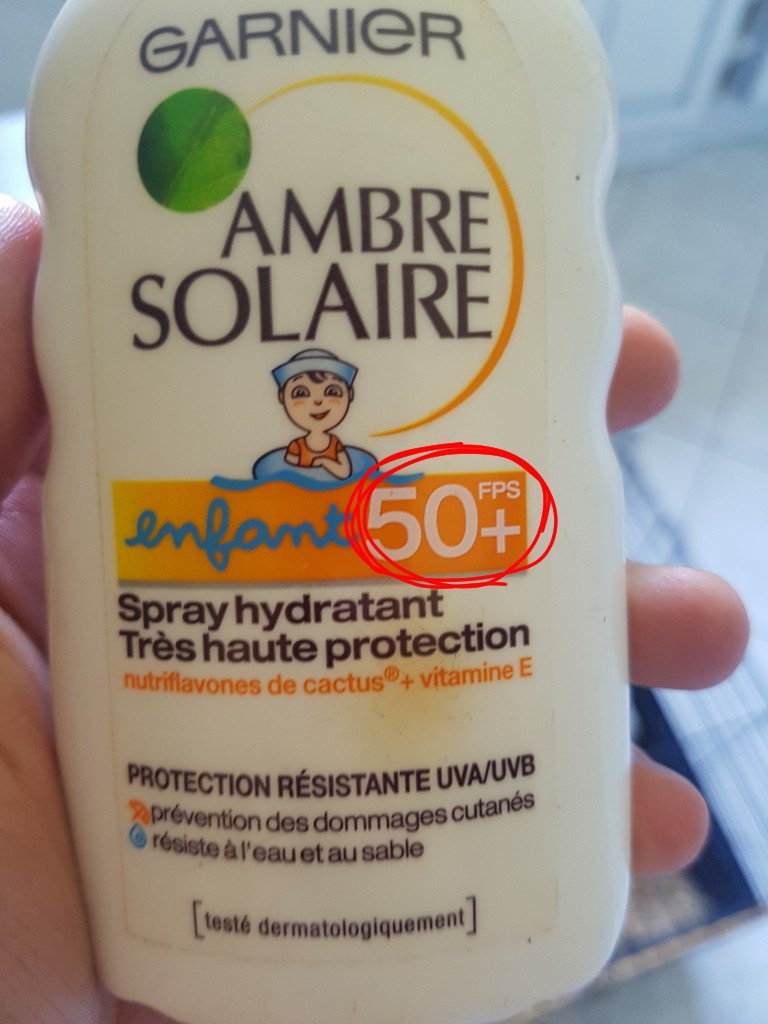 GARNIER
AMBRE
SOLAIRE
enfant 50+ FPS
Spray hydratant
Très haute protection
nutriflavones de cactus®+ vitamine E
PROTECTION RÉSISTANTE UVA/UVB
prévention des dommages cutanés
résiste à l'eau et au sable
[testé dermatologiquement]